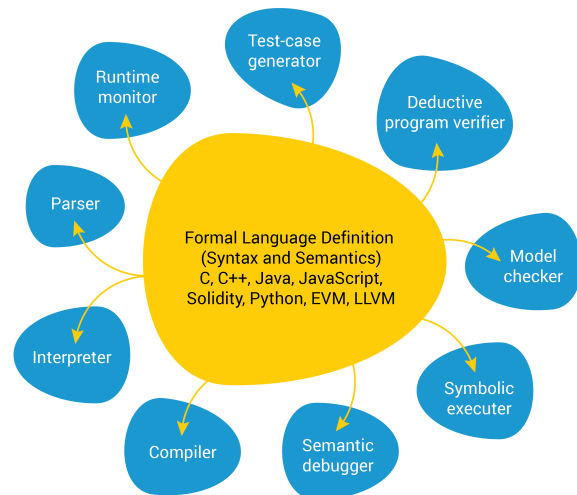 Test-case
generator
Runtime
monitor
Deductive
program verifier
Parser
Formal Language Definition
(Syntax and Semantics)
C, C++, Java, JavaScript,
Solidity, Python, EVM, LLVM
Model
checker
Interpreter
Symbolic
executer
Compiler
Semantic
debugger